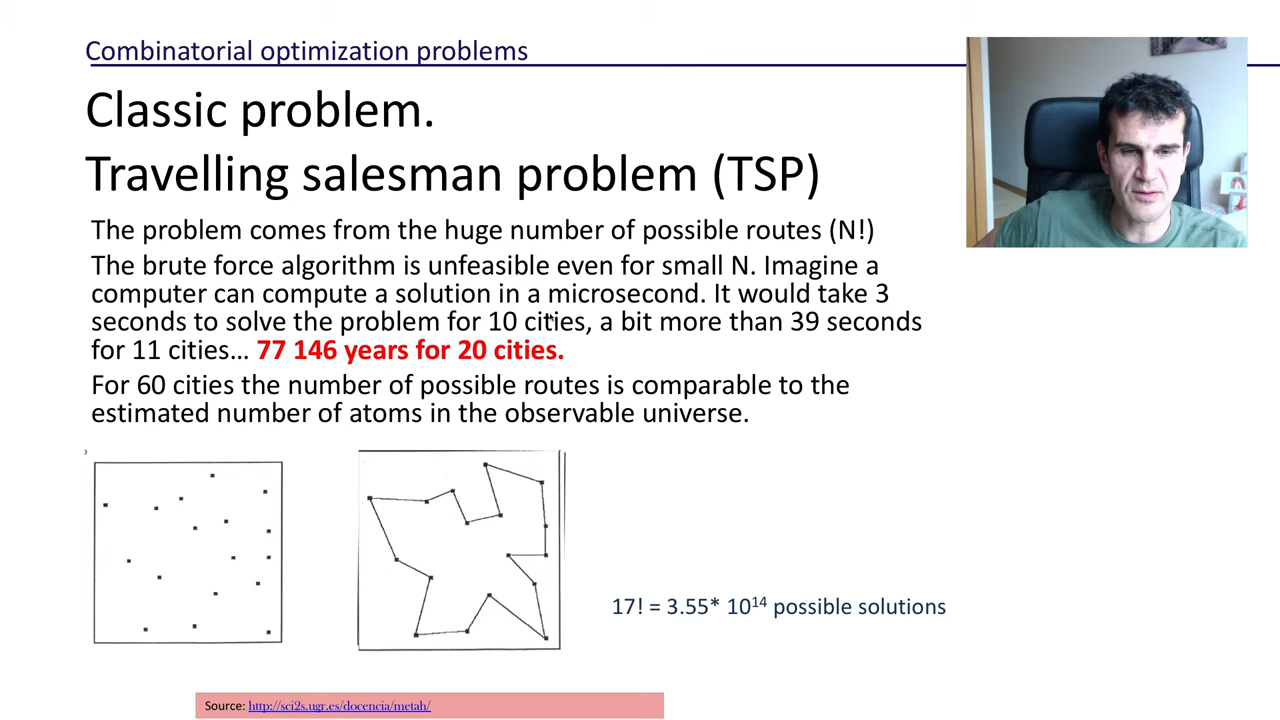 Combinatorial optimization problems
Classic problem.
Travelling salesman problem (TSP)
The problem comes from the huge number of possible routes (N!)
The brute force algorithm is unfeasible even for small N. Imagine a
computer can compute a solution in a microsecond. It would take 3
seconds to solve the problem for 10 cities, a bit more than 39 seconds
for 11 cities… 77 146 years for 20 cities.
For 60 cities the number of possible routes is comparable to the
estimated number of atoms in the observable universe.
3
17! = 3.55* 10¹⁴ possible solutions
Source: http://sci2s.ugr.es/docencia/metah/